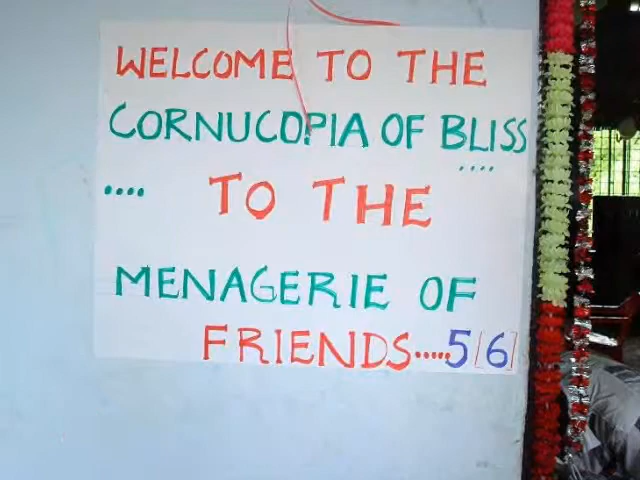 WELCOME TO THE
CORNUCOPIA OF BLISS
.... TO THE ....
MENAGERIE OF
FRIENDS.....5[6]